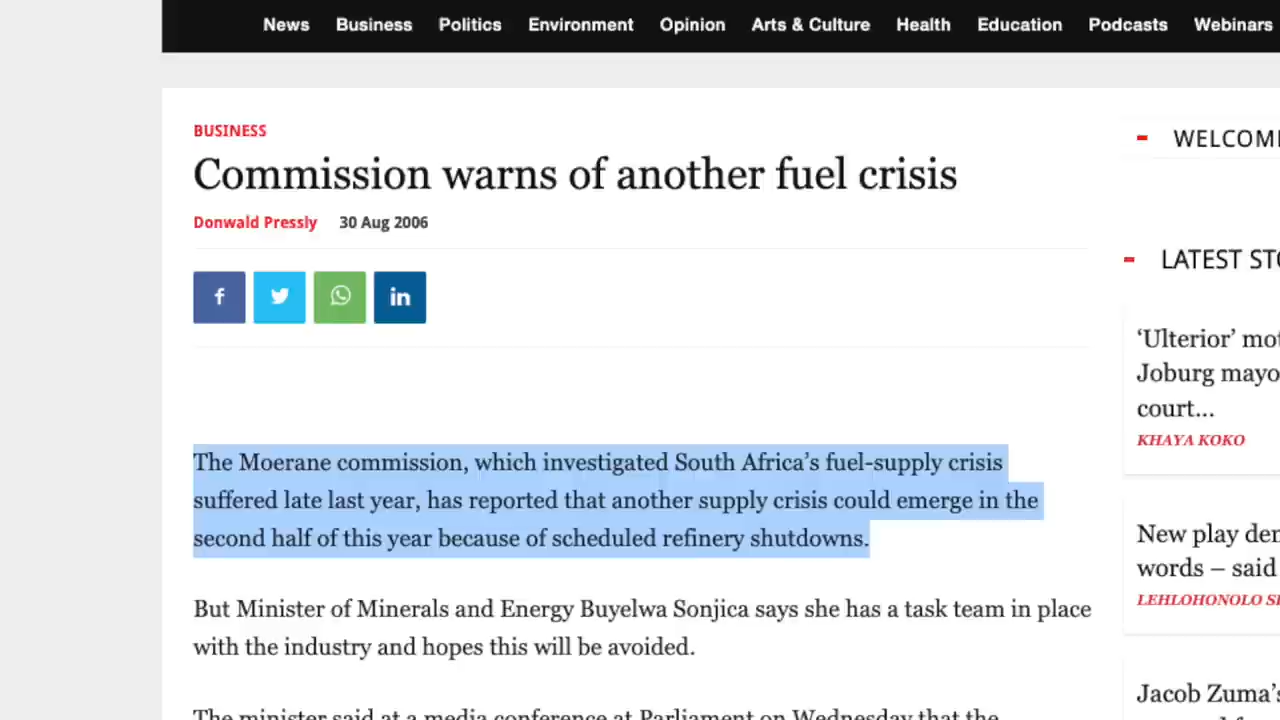 News Business Politics Environment Opinion Arts & Culture Health Education Podcasts Webinars
BUSINESS
Commission warns of another fuel crisis
Donwald Pressly 30 Aug 2006
f
in
The Moerane commission, which investigated South Africa’s fuel-supply crisis
suffered late last year, has reported that another supply crisis could emerge in the
second half of this year because of scheduled refinery shutdowns.
But Minister of Minerals and Energy Buyelwa Sonjica says she has a task team in place
with the industry and hopes this will be avoided.
The minister said at a media conference at Parliament on Wednesday that the
LATEST
‘Ulterior’
Joburg
court...
KHAYA KOKO
New play
words – said
LEHLOHONOLO
Jacob Zuma’s